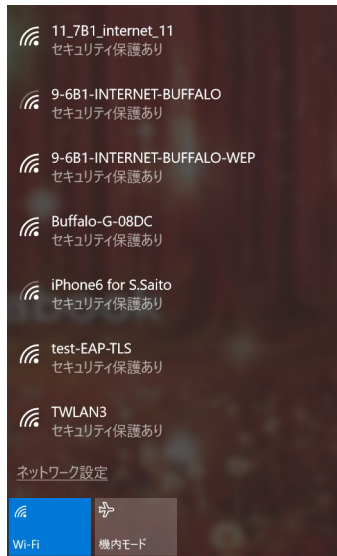 11_7B1_internet_11
セキュリティ保護あり
9-6B1-INTERNET-BUFFALO
セキュリティ保護あり
9-6B1-INTERNET-BUFFALO-WEP
セキュリティ保護あり
Buffalo-G-08DC
セキュリティ保護あり
iPhone6 for S.Saito
セキュリティ保護あり
test-EAP-TLS
セキュリティ保護あり
TWLAN3
セキュリティ保護あり
ネットワーク設定
Wi-Fi
機内モード